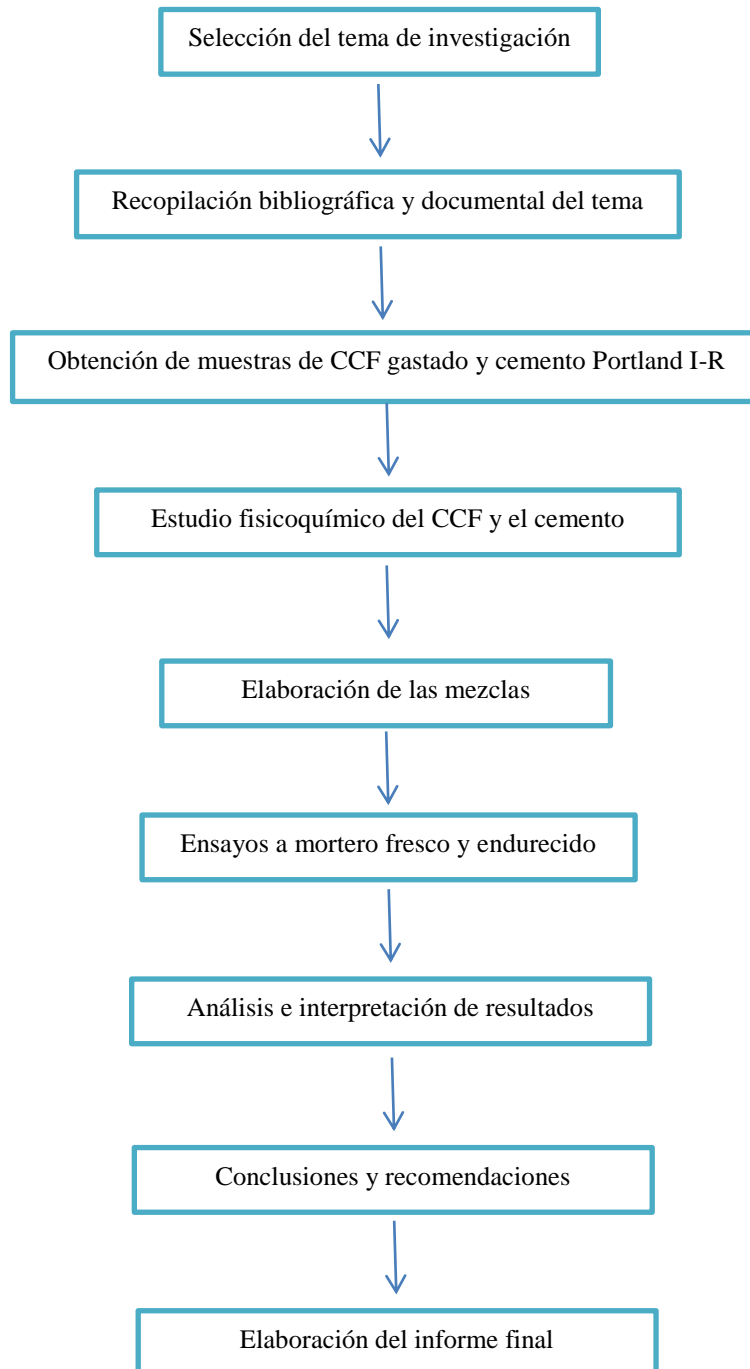 Selección del tema de investigación
Recopilación bibliográfica y documental del tema
Obtención de muestras de CCF gastado y cemento Portland I-R
Estudio fisicoquímico del CCF y el cemento
Elaboración de las mezclas
Ensayos a mortero fresco y endurecido
Análisis e interpretación de resultados
Conclusiones y recomendaciones
Elaboración del informe final